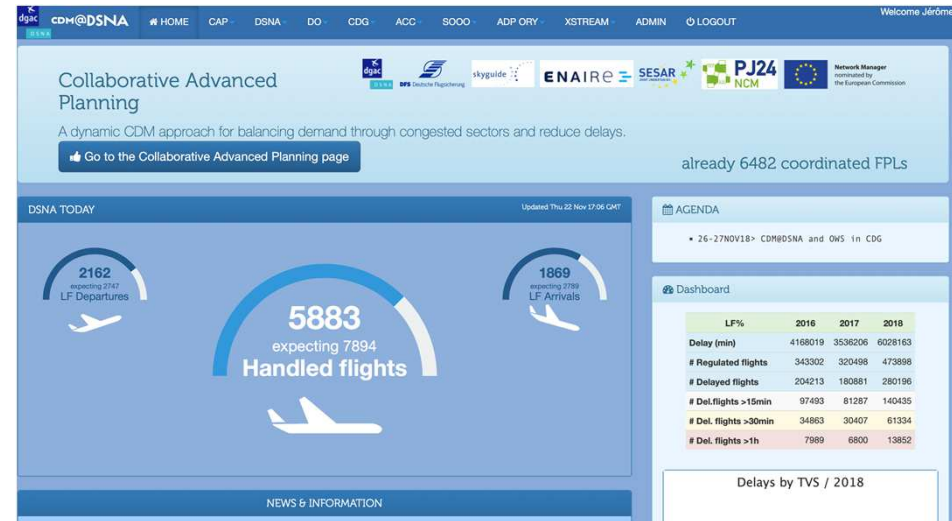 dgac
DSNA
CDM@DSNA
HOME
CAP
DSNA
DO
CDG
ACC
SOOO
ADP ORY
XSTREAM
ADMIN
LOGOUT
Welcome Jérôme
Collaborative Advanced
Planning
dgac
DSNA
DFS Deutsche Flugsicherung
skyguide
ENAIRE
SESAR
PJ24
NCM
Network Manager
nominated by
the European Commission
A dynamic CDM approach for balancing demand through congested sectors and reduce delays.
Go to the Collaborative Advanced Planning page
already 6482 coordinated FPLs
DSNA TODAY
Updated Thu 22 Nov 17:06 GMT
2162
expecting 2747
LF Departures
5883
expecting 7894
Handled flights
1869
expecting 2789
LF Arrivals
NEWS & INFORMATION
AGENDA
• 26-27NOV18> CDM@DSNA and OWS in CDG
Dashboard
LF% 2016 2017 2018
Delay (min) 4168019 3536206 6028163
# Regulated flights 343302 320498 473898
# Delayed flights 204213 180881 280196
# Del.flights >15min 97493 81287 140435
# Del. flights >30min 34863 30407 61334
# Del. flights >1h 7989 6800 13852
Delays by TVS / 2018